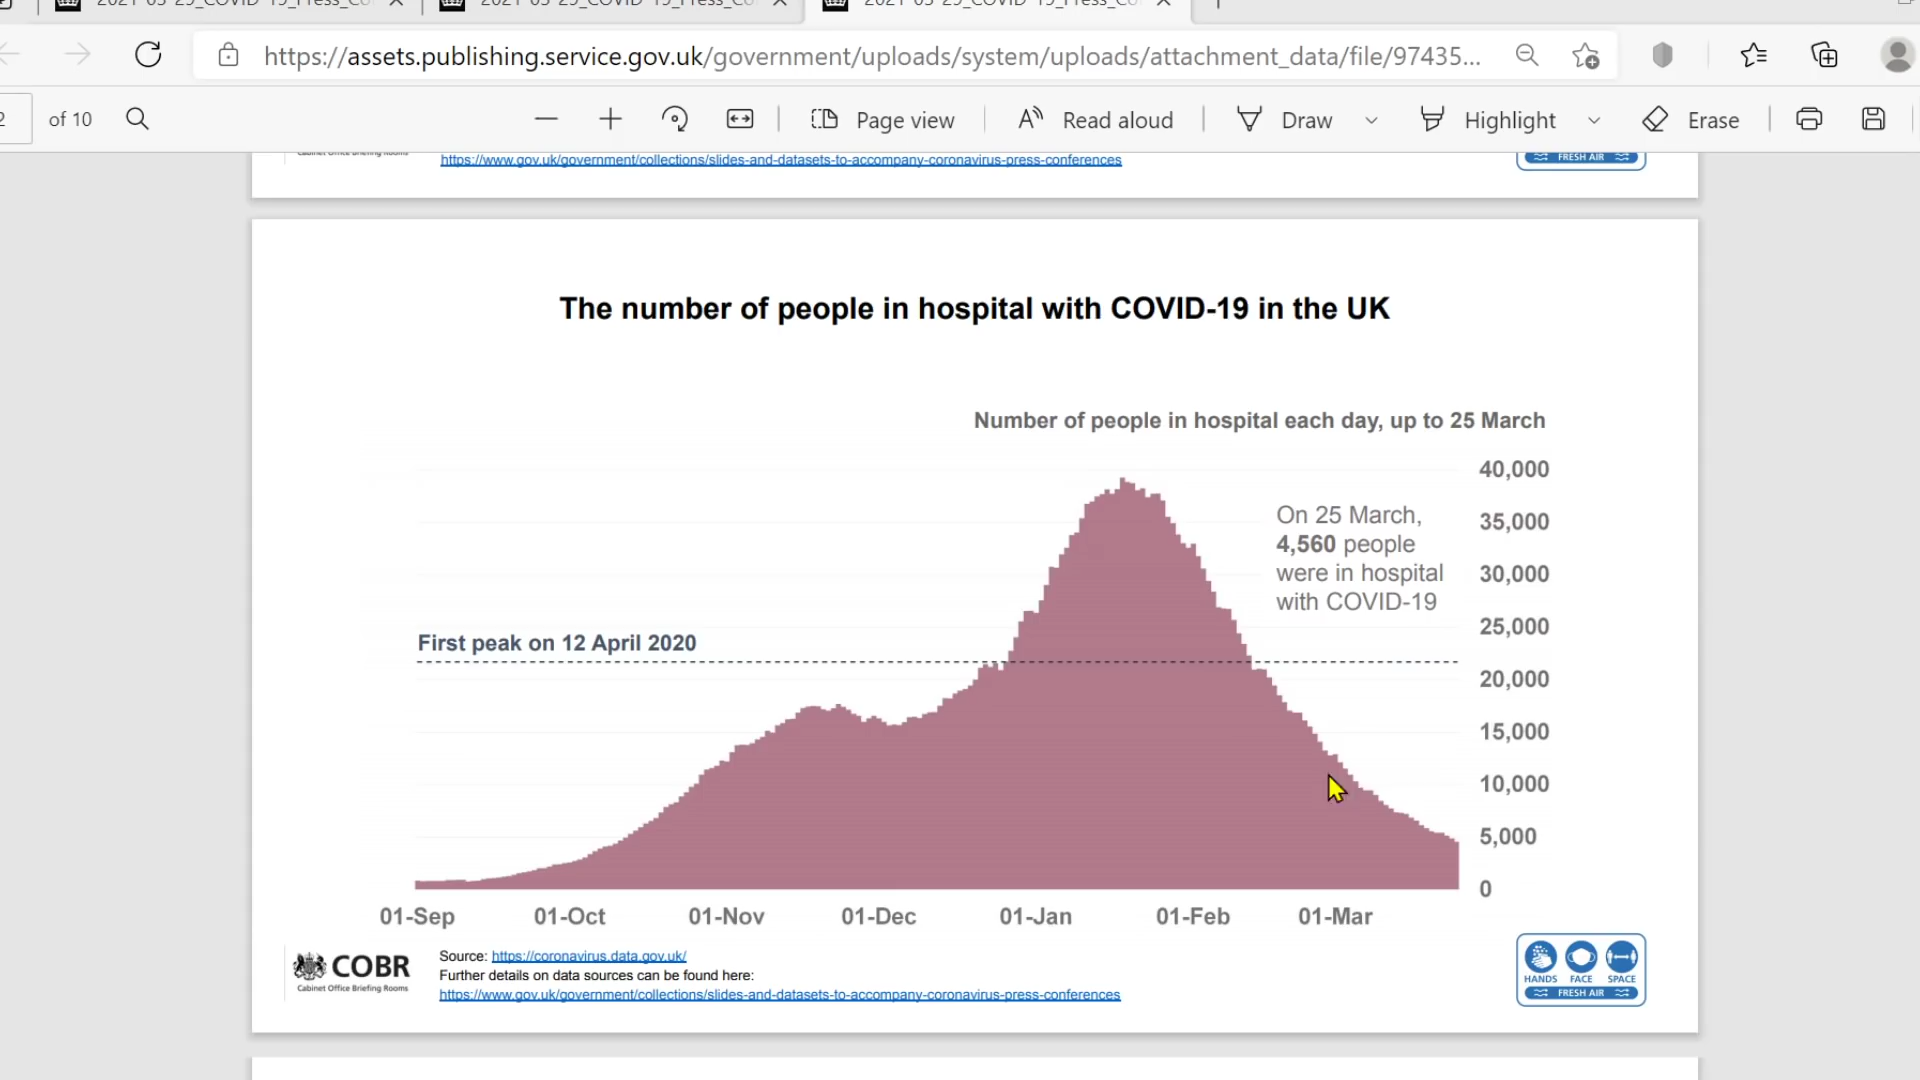 https://assets.publishing.service.gov.uk/government/uploads/system/uploads/attachment_data/file/97435...
2 of 10
Page view
Read aloud
Draw
Highlight
Erase
https://www.gov.uk/government/collections/slides-and-datasets-to-accompany-coronavirus-press-conferences
FRESH AIR
The number of people in hospital with COVID-19 in the UK
Number of people in hospital each day, up to 25 March
40,000
On 25 March,
4,560 people
were in hospital
with COVID-19
35,000
30,000
25,000
First peak on 12 April 2020
20,000
15,000
10,000
5,000
0
01-Sep 01-Oct 01-Nov 01-Dec 01-Jan 01-Feb 01-Mar
COBR
Cabinet Office Briefing Rooms
Source: https://coronavirus.data.gov.uk/
Further details on data sources can be found here:
https://www.gov.uk/government/collections/slides-and-datasets-to-accompany-coronavirus-press-conferences
HANDS FACE SPACE
FRESH AIR